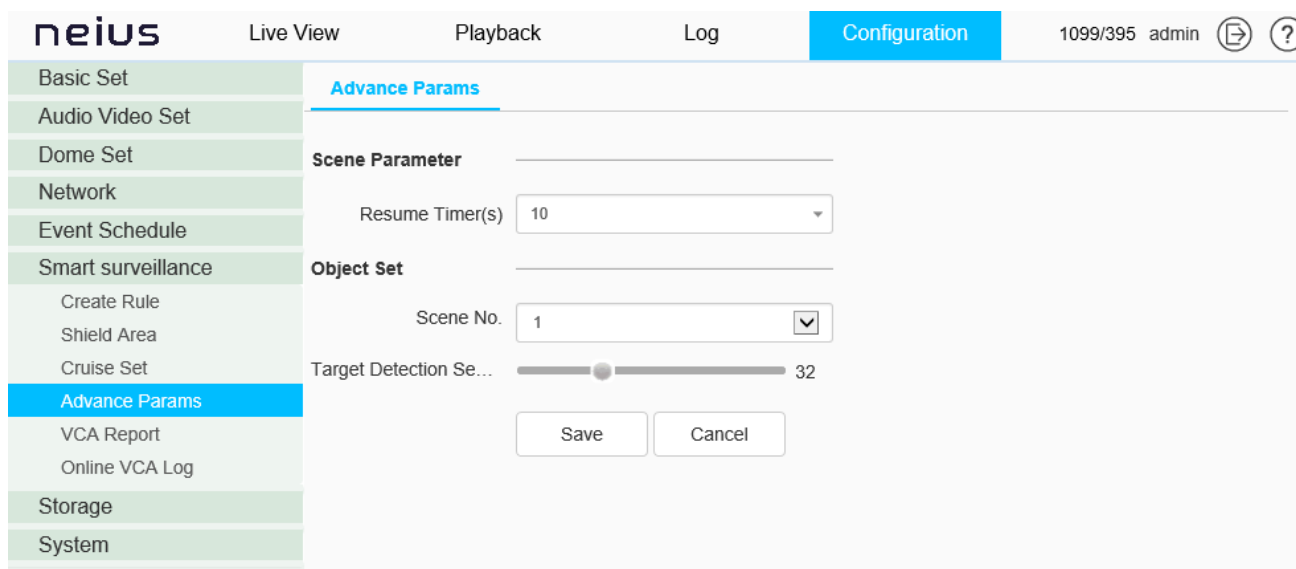 neius Live View Playback Log Configuration 1099/395 admin ?
Basic Set
Audio Video Set
Dome Set
Network
Event Schedule
Smart surveillance
Create Rule
Shield Area
Cruise Set
Advance Params
VCA Report
Online VCA Log
Storage
System
Advance Params
Scene Parameter
Resume Timer(s) 10
Object Set
Scene No. 1
Target Detection Se... 32
Save Cancel